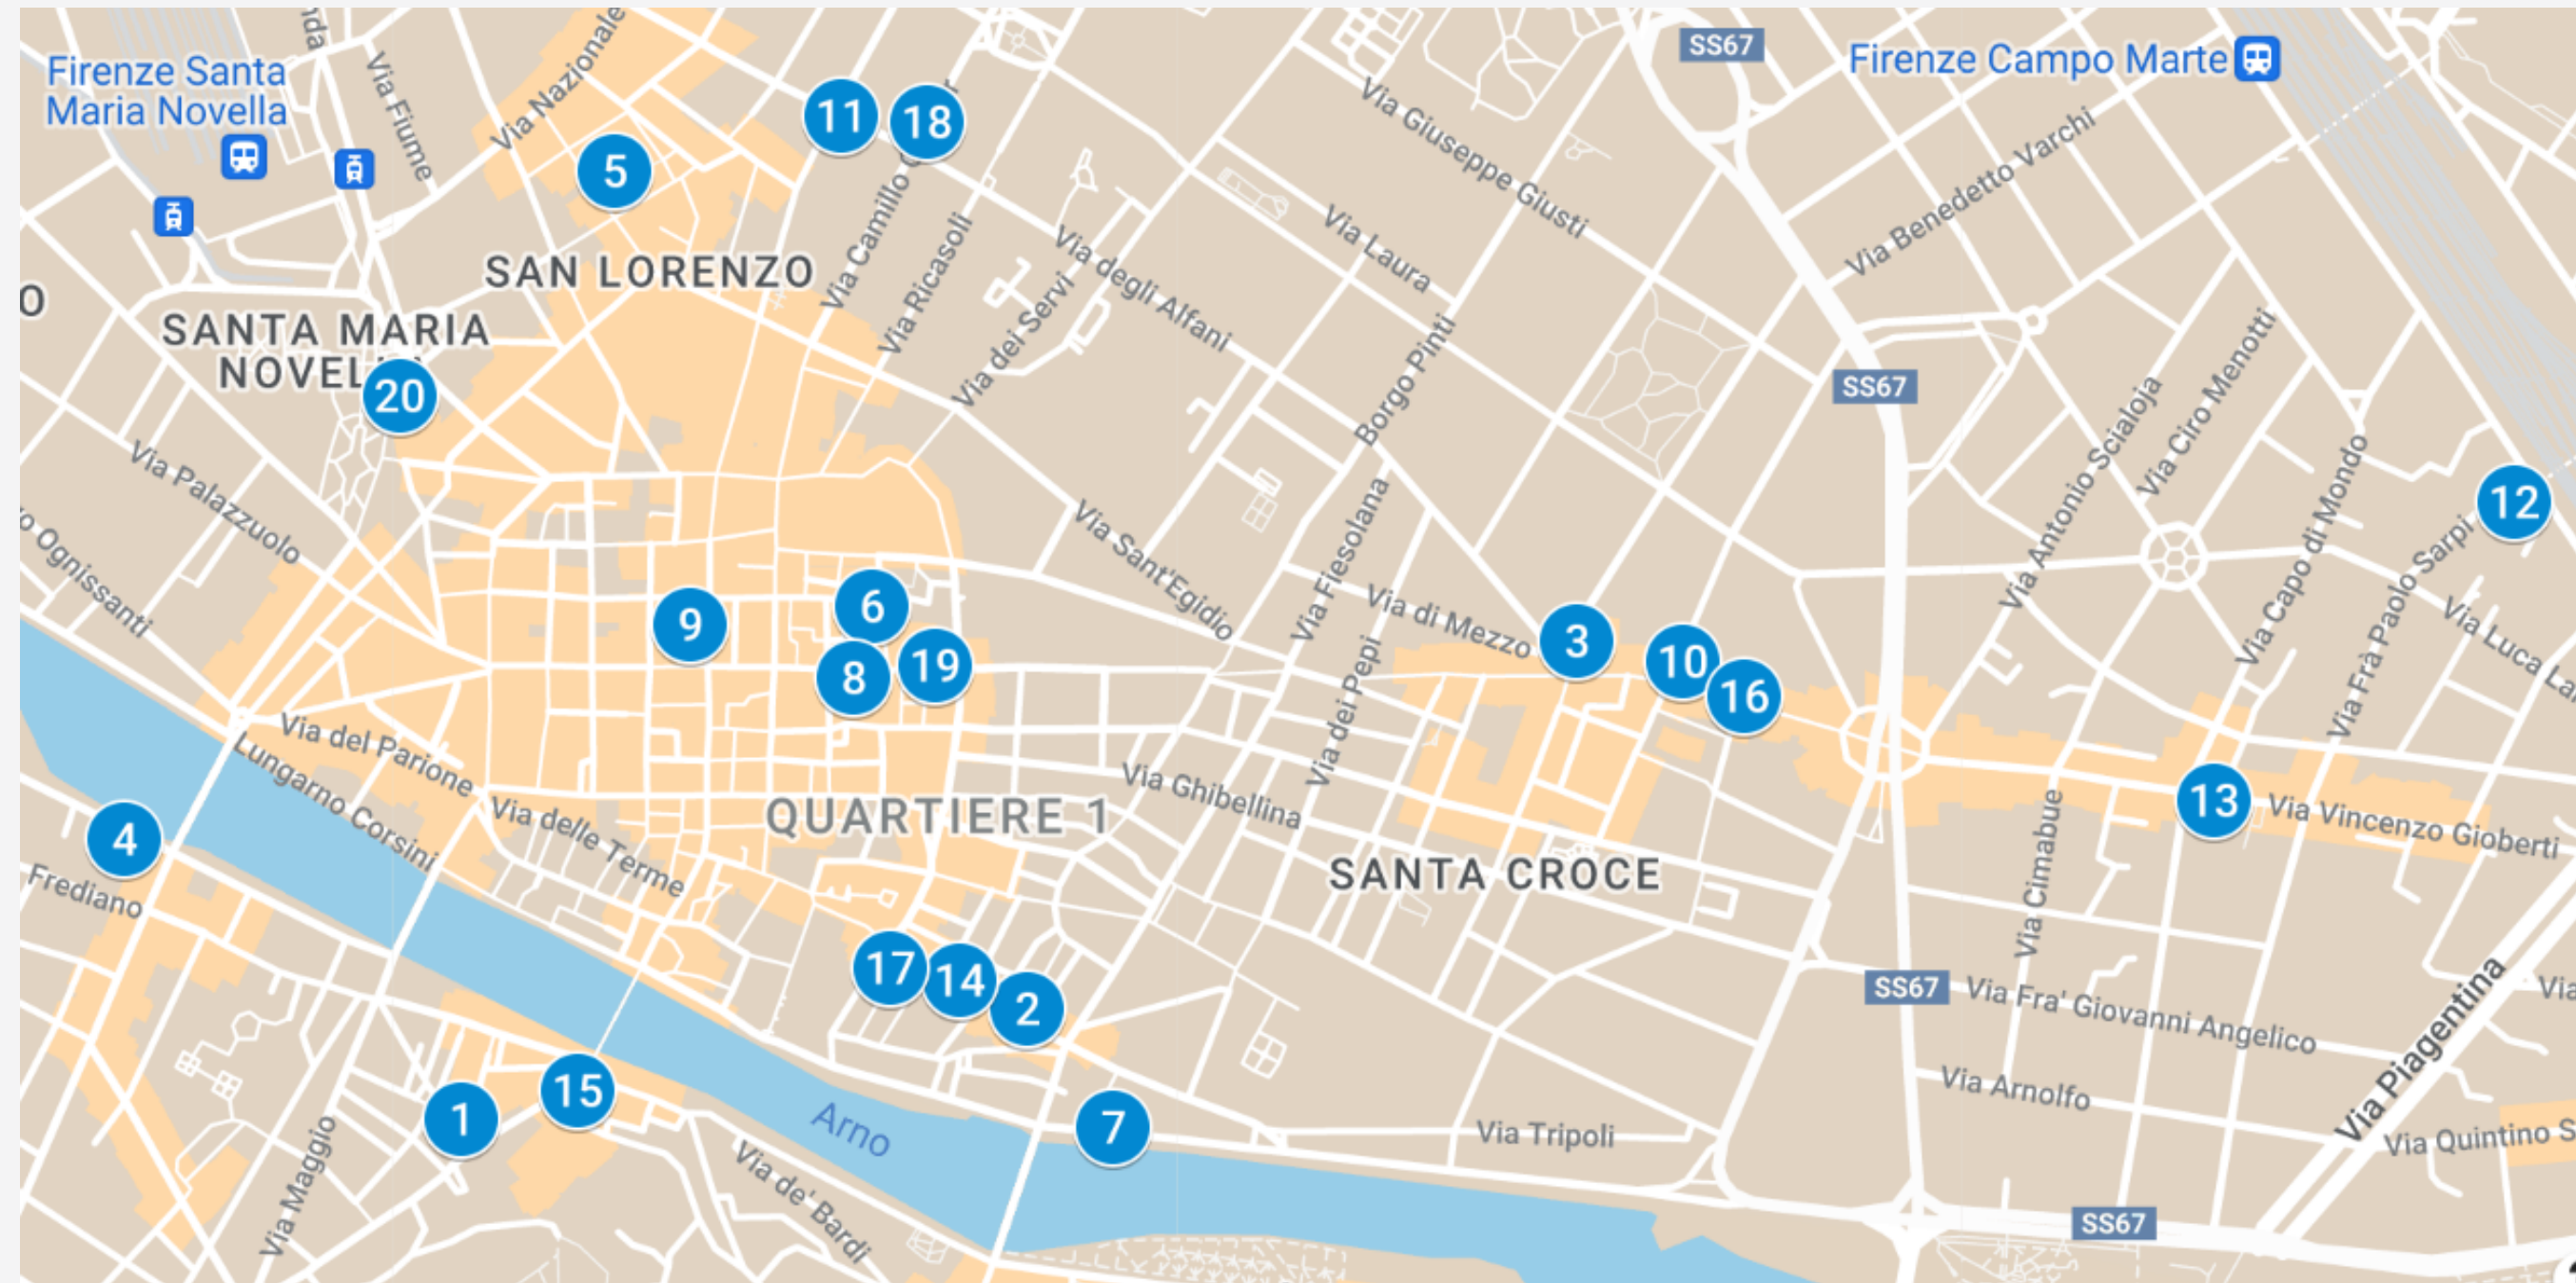 Via Nazionale
SS67
Firenze Campo Marte
Firenze Santa
Maria Novella
Via Fiume
11
18
5
Via Giuseppe Giusti
Via Benedetto Varchi
Via Laura
Via Camillo
Via Ricasoli
Via dei Servi
Via degli Alfani
SAN LORENZO
SANTA MARIA
20
Borgo Pinti
SS67
Via Antonio Scialoja
Via Ciro Menotti
Via Capo di Mondo
12
Via Palazzuolo
Ognissanti
Via Sant'Egidio
Via Fiesolana
Via di Mezzo
Via Frà Paolo Sarpi
Via Luca
9
6
8
19
3
10
16
Via dei Pepi
Via del Parione
Lungarno Corsini
Via delle Terme
QUARTIERE 1
Via Ghibellina
Via Cimabue
13
Via Vincenzo Gioberti
4
Frediano
SANTA CROCE
17
14
2
SS67
Via Fra' Giovanni Angelico
Via
Via Piagentina
1
15
Via Maggio
Arno
7
Via Tripoli
Via Arnolfo
Via Quintino S
Via de' Bardi
SS67